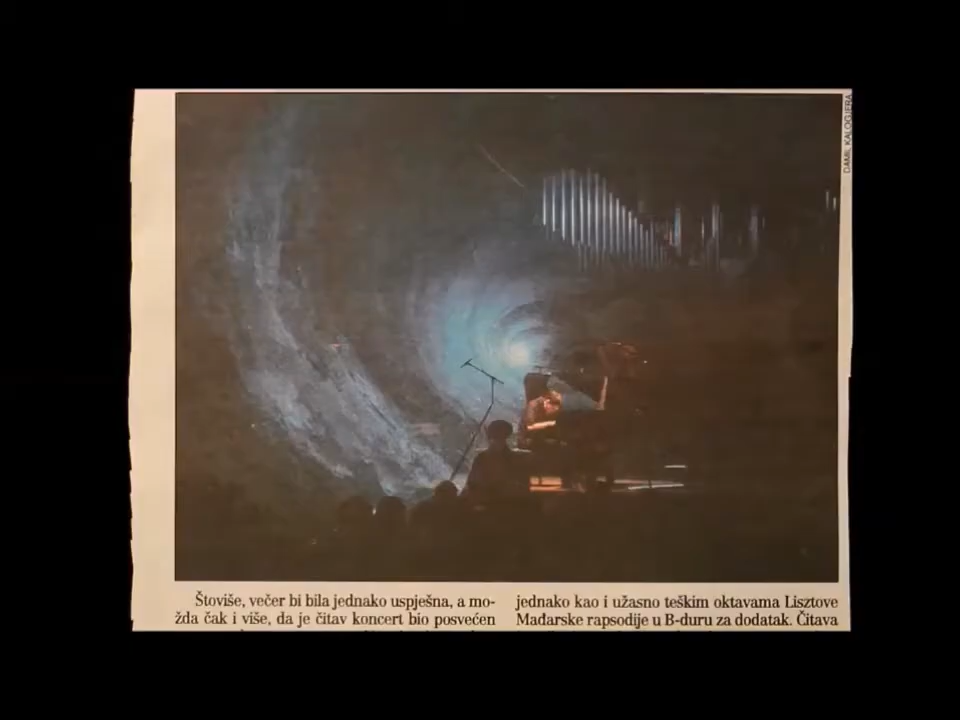 DAMIL KALOGJERA
Štoviše, večer bi bila jednako uspješna, a mo-
žda čak i više, da je čitav koncert bio posvećen
jednako kao i užasno teškim oktavama Lisztove
Mađarske rapsodije u B-duru za dodatak. Čitava